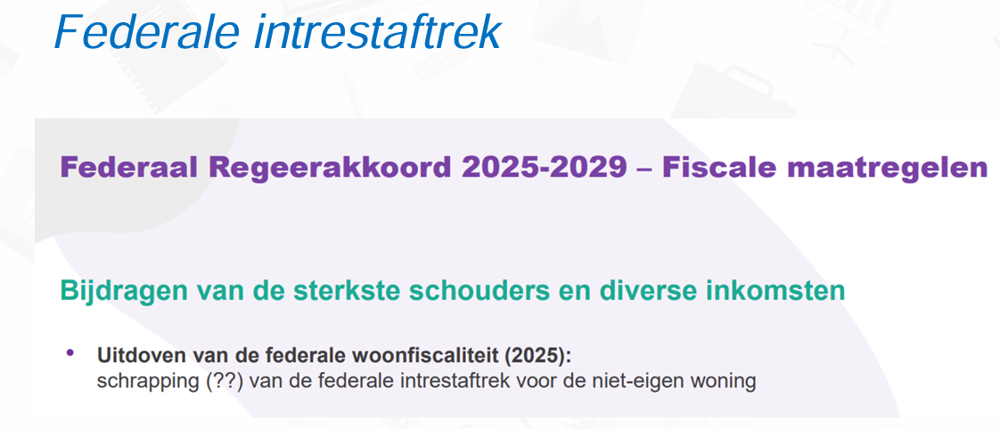 Federale intrestaftrek
Federaal Regeerakkoord 2025-2029 – Fiscale maatregelen
Bijdragen van de sterkste schouders en diverse inkomsten
• Uitdoven van de federale woonfiscaliteit (2025):
schrapping (??) van de federale intrestaftrek voor de niet-eigen woning